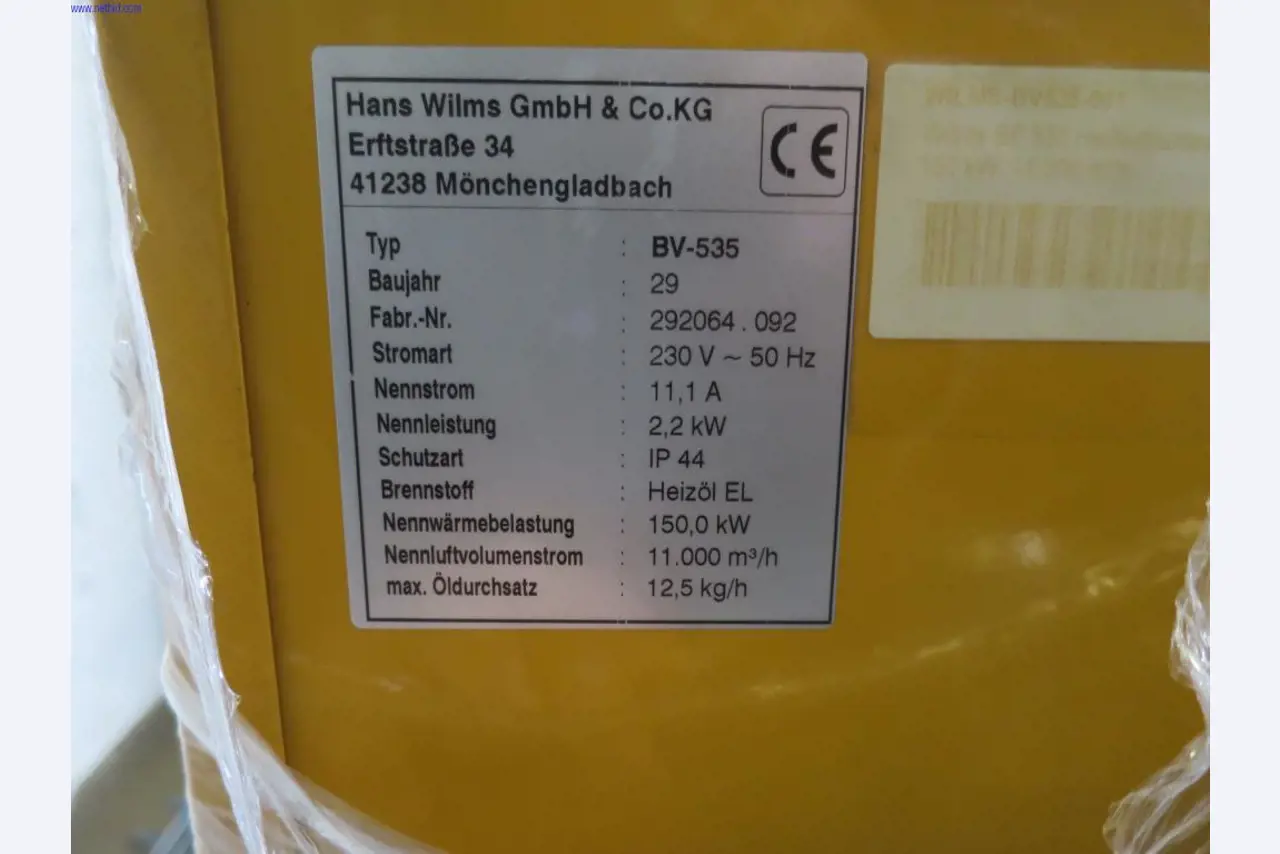 www.netbid.com
Hans Wilms GmbH & Co.KG
Erftstraße 34
41238 Mönchengladbach
CE
Typ : BV-535
Baujahr : 29
Fabr.-Nr. : 292064.092
Stromart : 230 V ~ 50 Hz
Nennstrom : 11,1 A
Nennleistung : 2,2 kW
Schutzart : IP 44
Brennstoff : Heizöl EL
Nennwärmebelastung : 150,0 kW
Nennluftvolumenstrom : 11.000 m³/h
max. Öldurchsatz : 12,5 kg/h